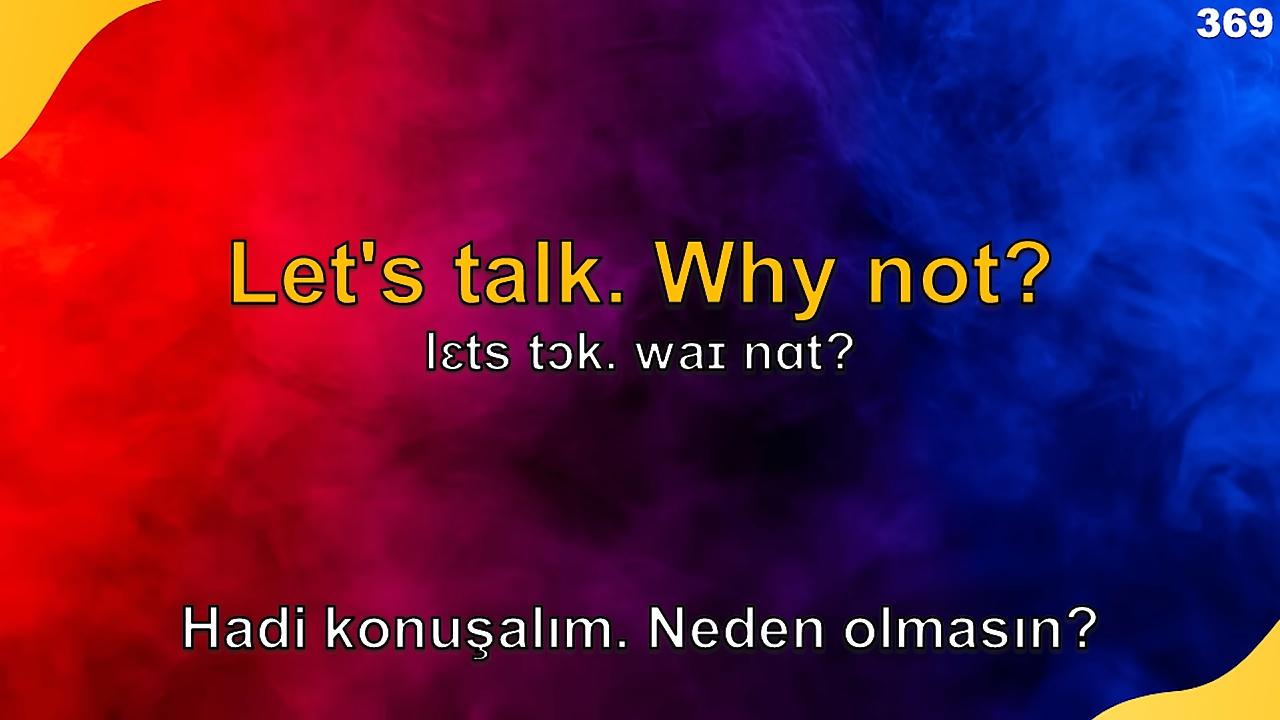 369
Let's talk. Why not?
lɛts tɔk. waɪ nɑt?
Hadi konuşalım. Neden olmasın?